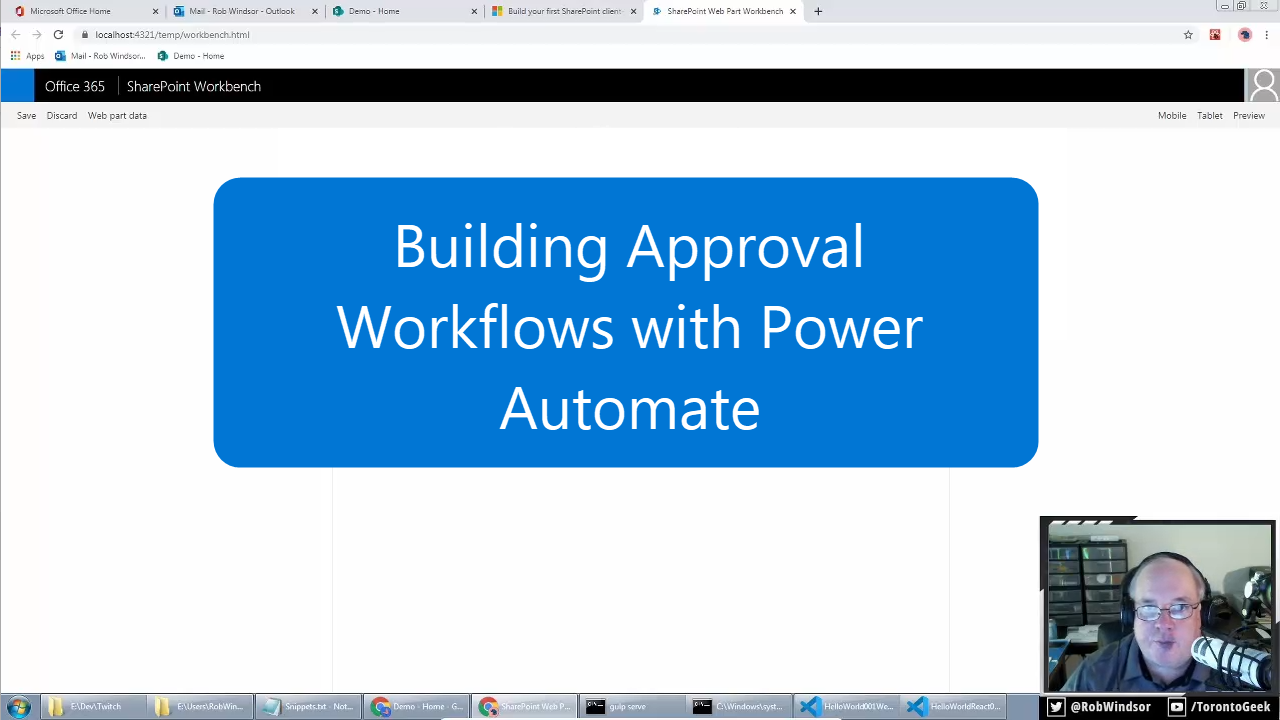 Microsoft Office Home
Mail - Rob Windsor - Outlook
Demo - Home
Build your first SharePoint client-
SharePoint Web Part Workbench
localhost:4321/temp/workbench.html
Apps
Mail - Rob Windsor...
Demo - Home
Office 365
SharePoint Workbench
Save
Discard
Web part data
Mobile
Tablet
Preview
Building Approval
Workflows with Power
Automate
E:\Dev\Twitch
E:\Users\RobWin...
Snippets.txt - Not...
Demo - Home - G...
SharePoint Web P...
gulp serve
C:\Windows\syst...
HelloWorld001We...
HelloWorldReact0...
@RobWindsor
/TorontoGeek